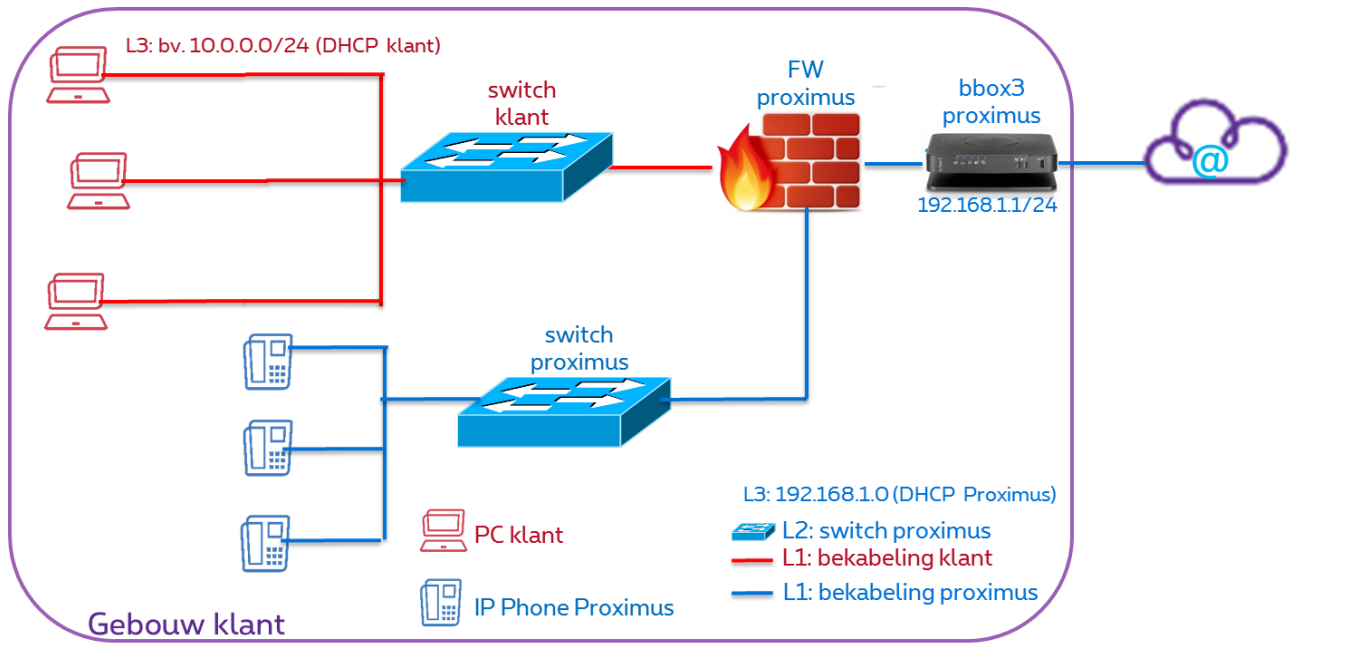 L3: bv. 10.0.0.0/24 (DHCP klant)
switch
klant
FW
proximus
bbox3
proximus
@
192.168.1.1/24
switch
proximus
L3: 192.168.1.0 (DHCP Proximus)
L2: switch proximus
PC klant
L1: bekabeling klant
L1: bekabeling proximus
IP Phone Proximus
Gebouw klant